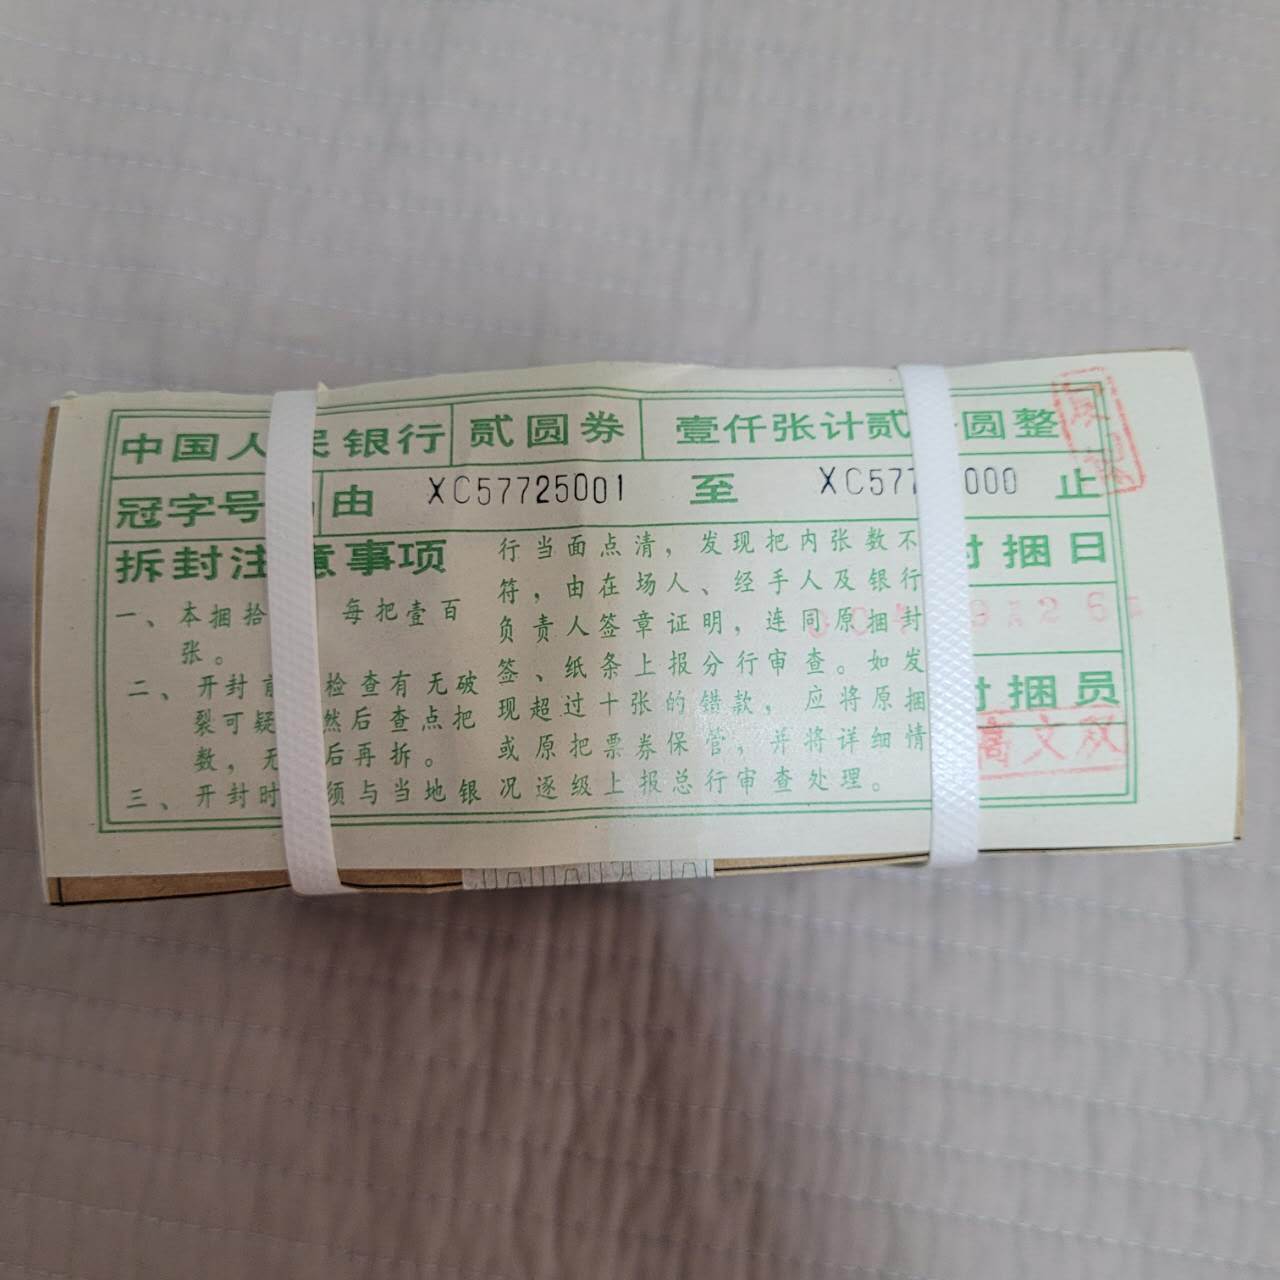 中国人民银行 贰圆券 壹仟张计贰 圆整
冠字号 由 XC57725001 至 XC577 000 止
拆封注意事项
一、本捆拾 每把壹百
张。
二、开封 检查有无破
裂可疑 然后查点把
数，无 后再拆。
三、开封时 须与当地银
行当面点清，发现把内张数不
符，由在场人、经手人及银行
负责人签章证明，连同原捆封
签、纸条上报分行审查。如发
现超过十张的错款，应将原捆
或原把票券保管，并将详细情
况逐级上报总行审查处理。
封捆日
封捆员
高文双